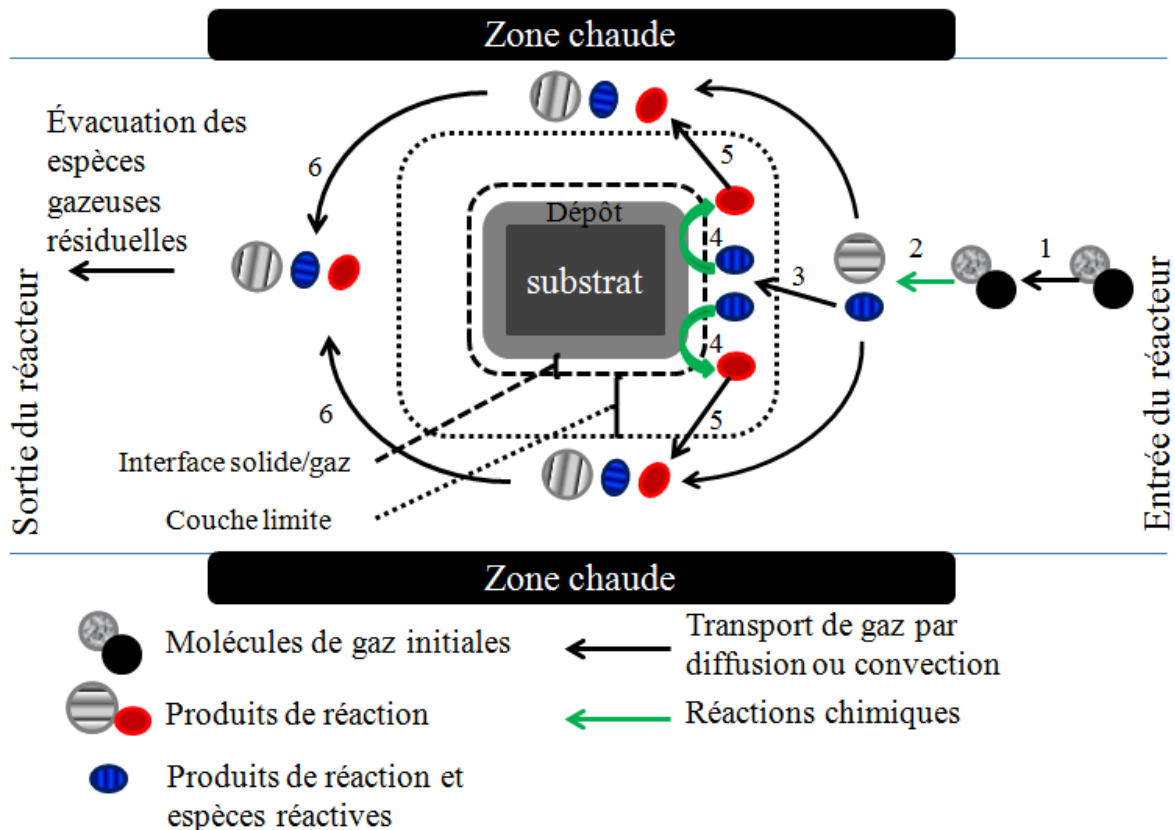 Zone chaude
Évacuation des
espèces
gazeuses
résiduelles
6
5
Dépôt
4
substrat
3
2
1
4
5
6
Interface solide/gaz
Couche limite
Sortie du réacteur
Entrée du réacteur
Zone chaude
Molécules de gaz initiales
Transport de gaz par
diffusion ou convection
Produits de réaction
Réactions chimiques
Produits de réaction et
espèces réactives